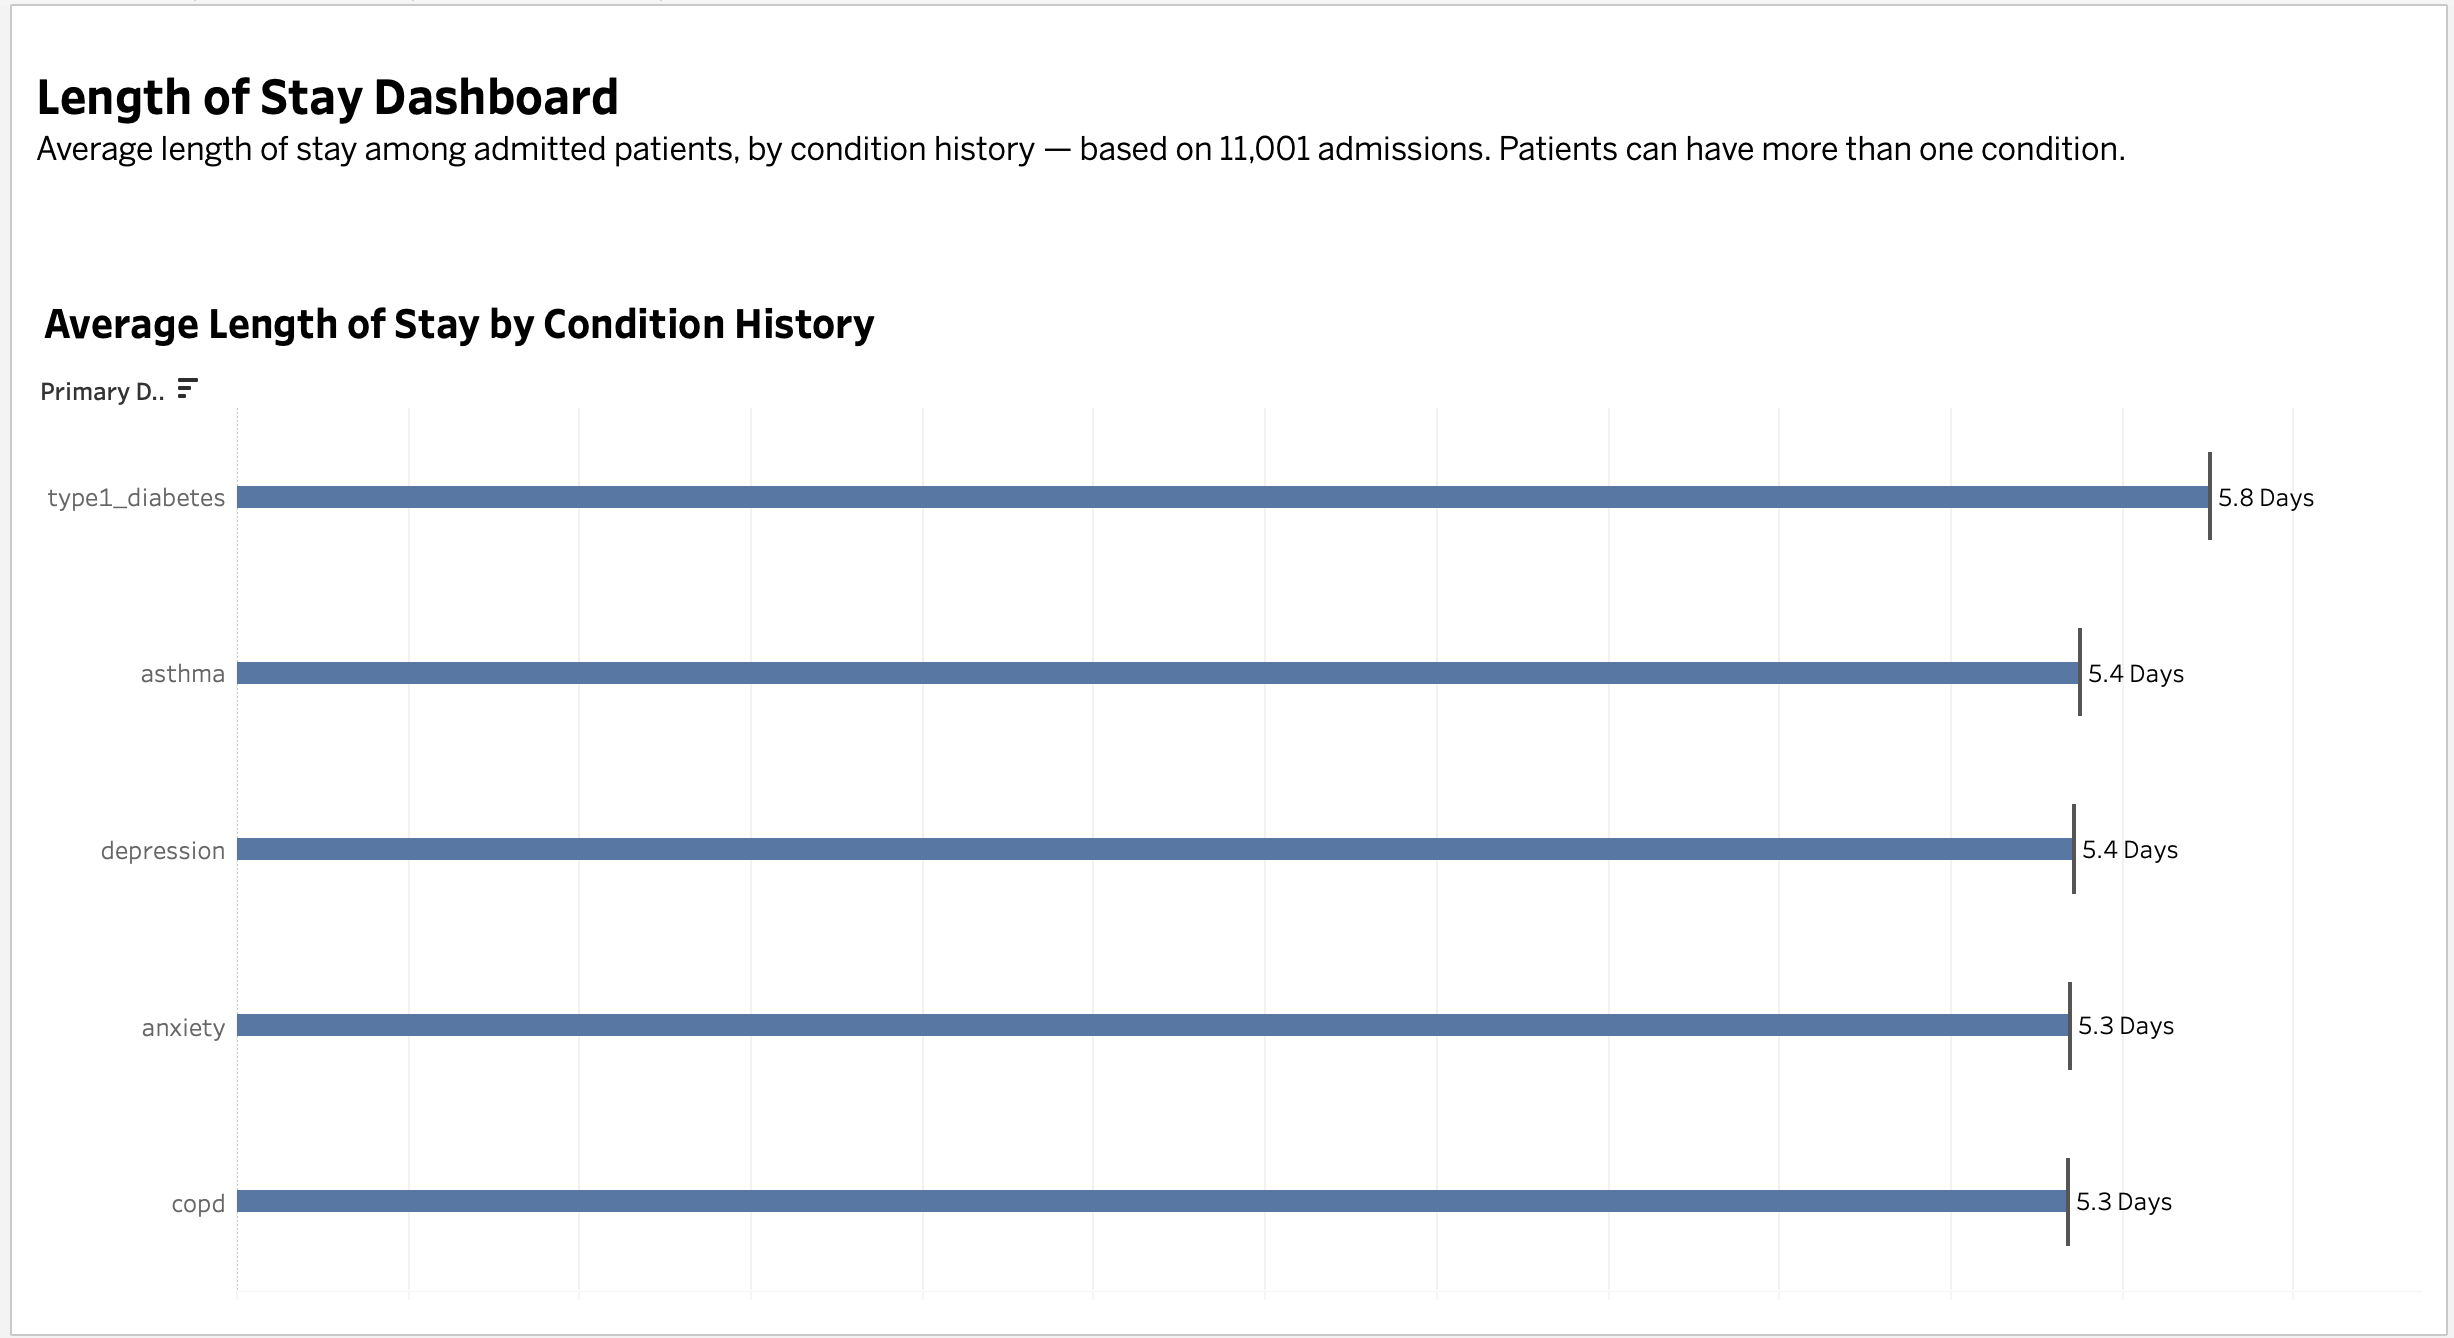 Length of Stay Dashboard
Average length of stay among admitted patients, by condition history — based on 11,001 admissions. Patients can have more than one condition.
Average Length of Stay by Condition History
Primary D..
type1_diabetes
5.8 Days
asthma
5.4 Days
depression
5.4 Days
anxiety
5.3 Days
copd
5.3 Days